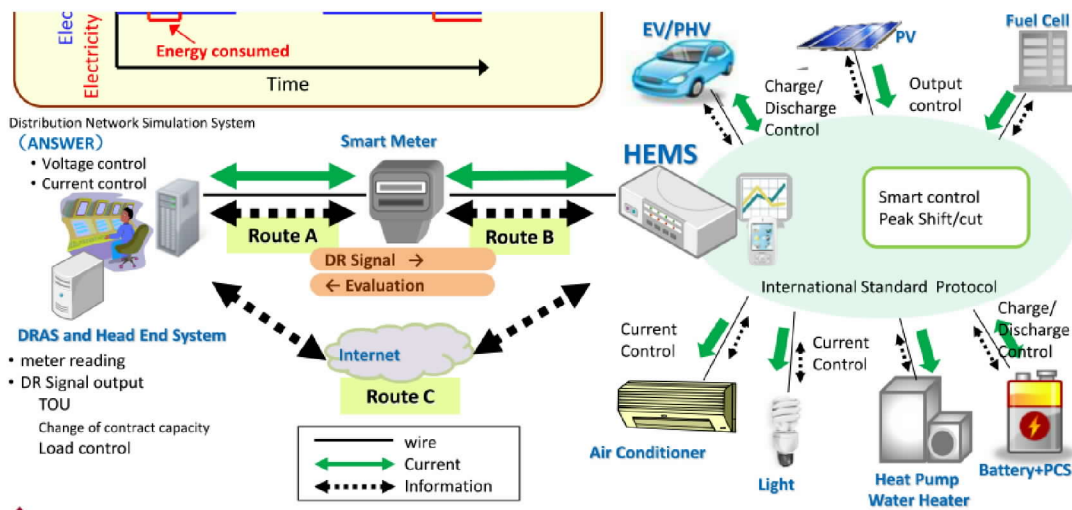 Elec
Electricity
Energy consumed
Time
Distribution Network Simulation System
（ANSWER）
• Voltage control
• Current control
Smart Meter
Route A
Route B
DR Signal →
← Evaluation
DRAS and Head End System
• meter reading
• DR Signal output
TOU
Change of contract capacity
Load control
Internet
Route C
wire
Current
Information
EV/PHV
PV
Fuel Cell
Charge/
Discharge
Control
Output
control
HEMS
Smart control
Peak Shift/cut
International Standard Protocol
Current
Control
Current
Control
Charge/
Discharge
Control
Air Conditioner
Light
Heat Pump
Water Heater
Battery+PCS